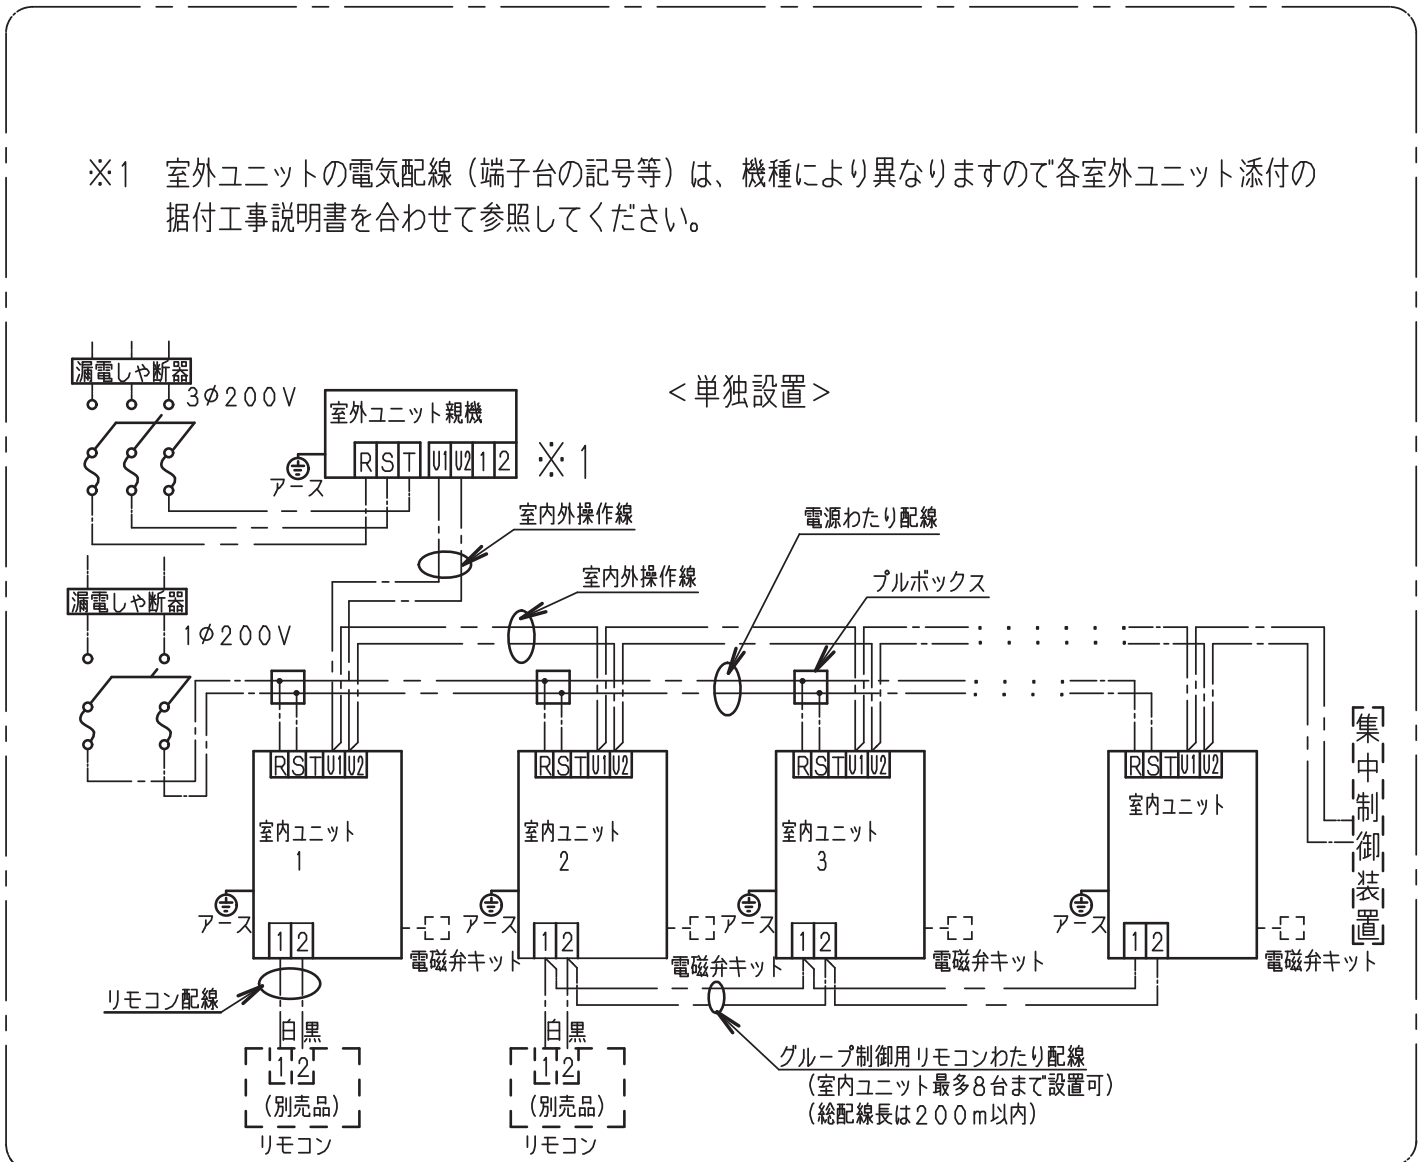 ※1 室外ユニットの電気配線（端子台の記号等）は、機種により異なりますので各室外ユニット添付の
据付工事説明書を合わせて参照してください。
漏電しゃ断器
3φ200V
＜単独設置＞
室外ユニット親機
R S T U1 U2 1 2
※1
アース
室内外操作線
電源わたり配線
室内外操作線
プルボックス
漏電しゃ断器
1φ200V
集中制御装置
R S T U1 U2
R S T U1 U2
R S T U1 U2
R S T U1 U2
室内ユニット
1
室内ユニット
2
室内ユニット
3
室内ユニット
アース
アース
アース
アース
1 2
1 2
1 2
1 2
電磁弁キット
電磁弁キット
電磁弁キット
電磁弁キット
リモコン配線
白 黒
白 黒
1 2
1 2
(別売品)
(別売品)
リモコン
リモコン
グループ制御用リモコンわたり配線
(室内ユニット最多8台まで設置可)
(総配線長は200m以内)